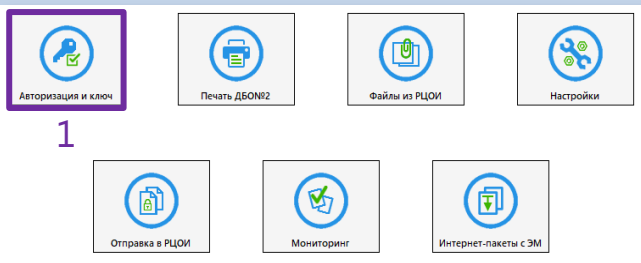 Авторизация и ключ
Печать ДБО№2
Файлы из РЦОИ
Настройки
1
Отправка в РЦОИ
Мониторинг
Интернет-пакеты с ЭМ